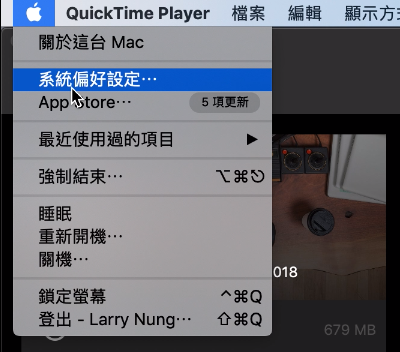 QuickTime Player 檔案 編輯 顯示方式
關於這台 Mac
系統偏好設定⋯
App Store⋯ 5 項更新
最近使用過的項目 ▶
強制結束⋯ ⌥⌘⎋
睡眠
重新開機⋯
關機⋯
018
鎖定螢幕 ^⌘Q
登出 - Larry Nung⋯ ⇧⌘Q
679 MB